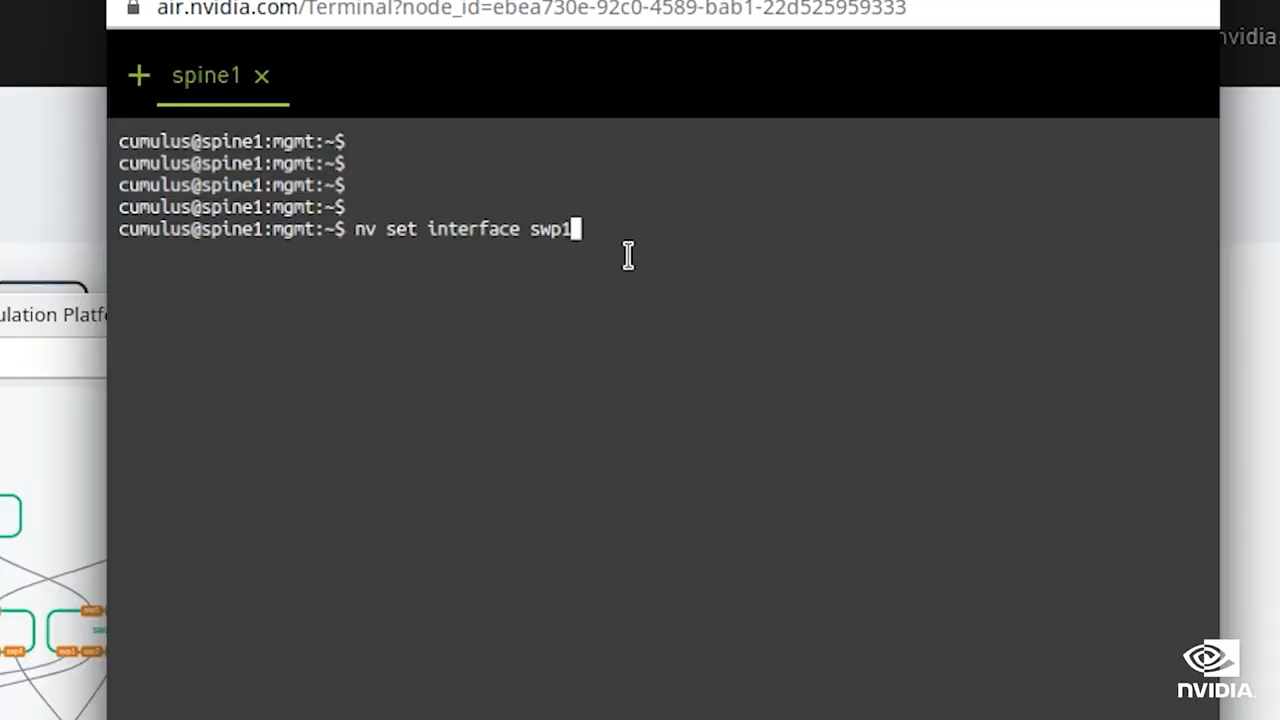 air.nvidia.com/Terminal?node_id=ebea730e-92c0-4589-bab1-22d525959333
nvidia
+ spine1 ×
cumulus@spine1:mgmt:~$
cumulus@spine1:mgmt:~$
cumulus@spine1:mgmt:~$
cumulus@spine1:mgmt:~$
cumulus@spine1:mgmt:~$ nv set interface swp1
ulation Platf
NVIDIA.